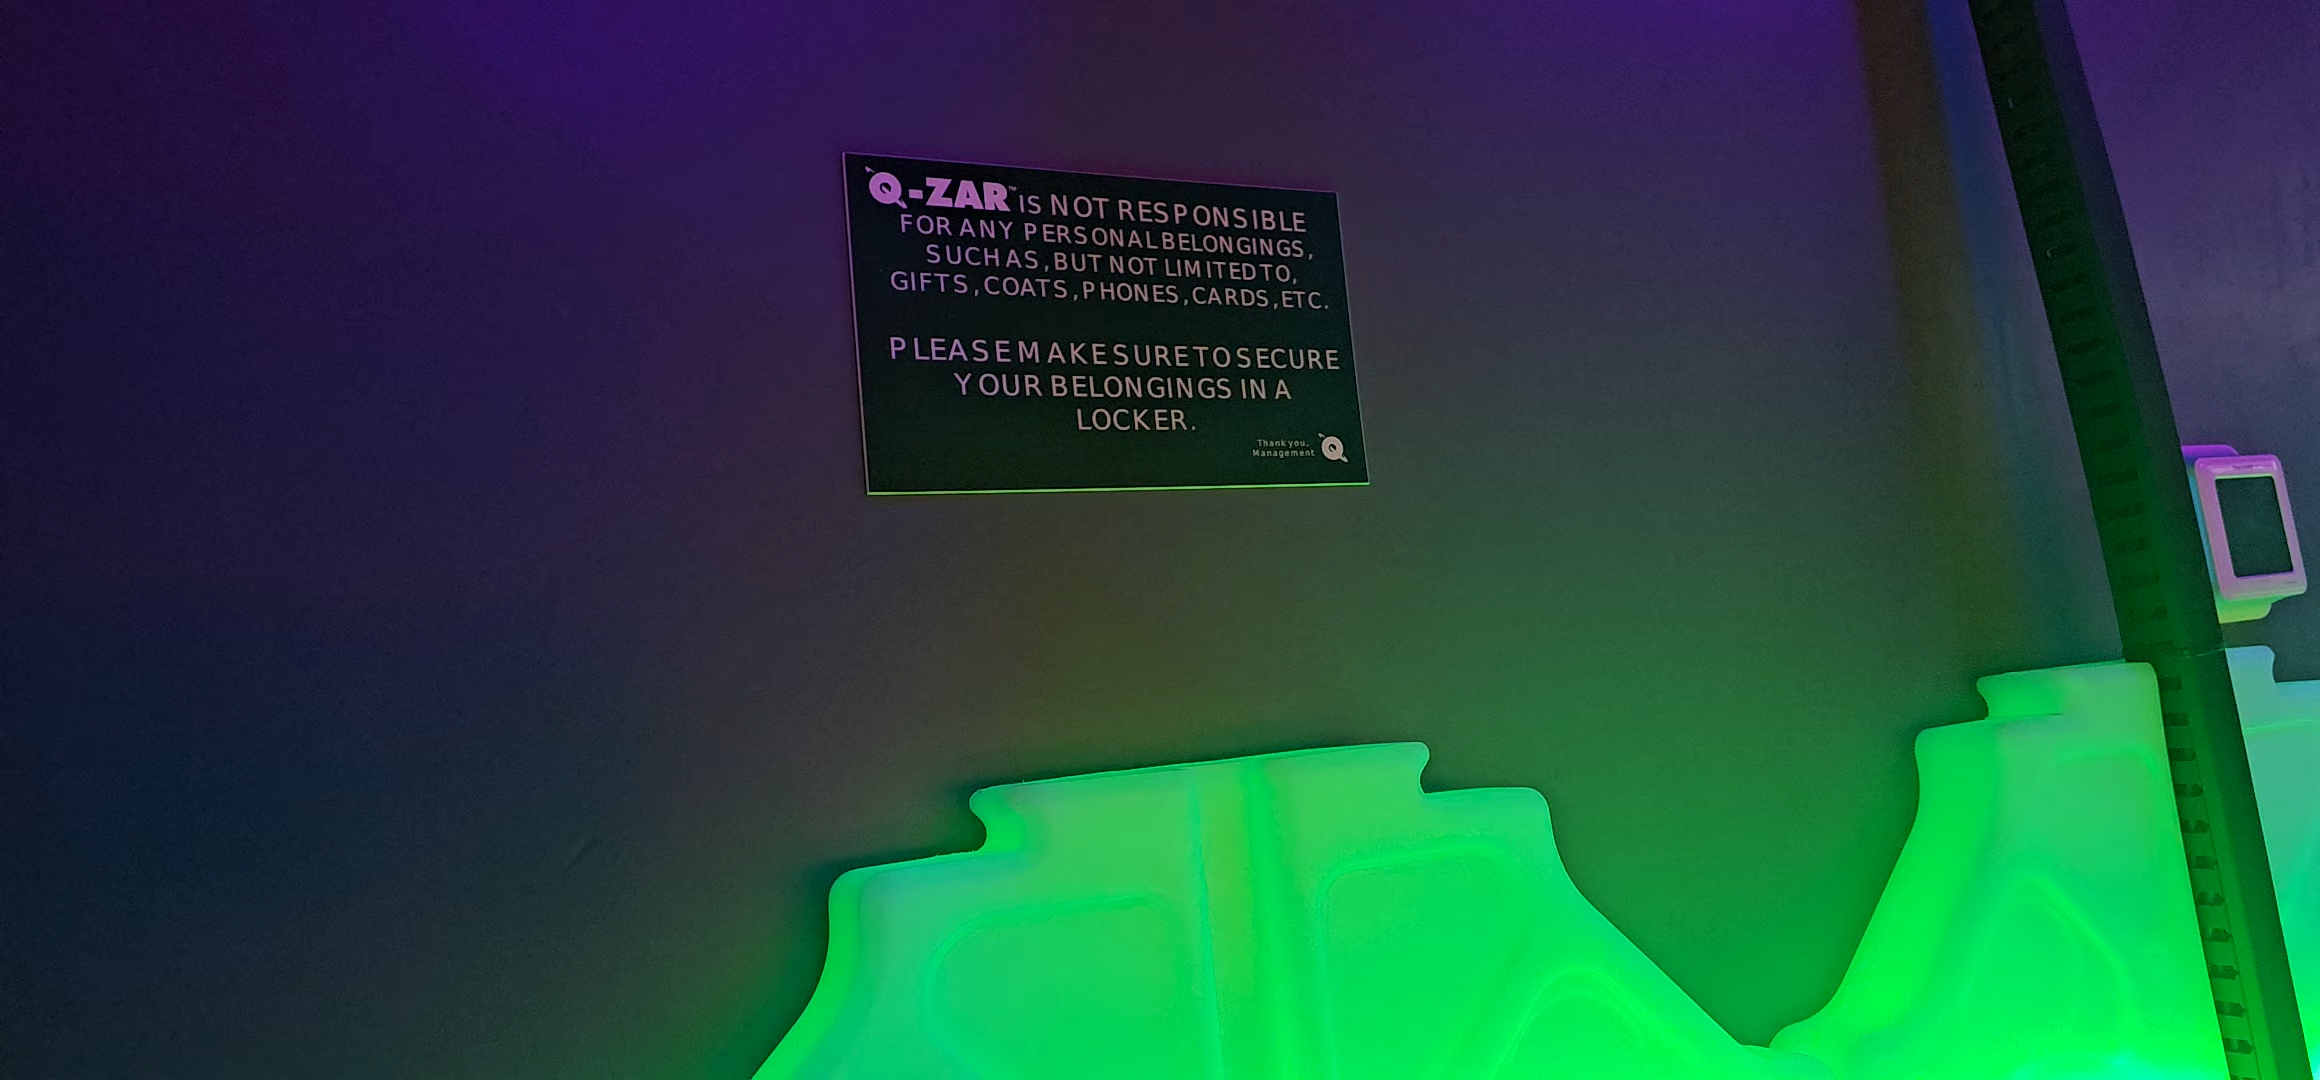 Q-ZAR™ IS NOT RESPONSIBLE
FOR ANY PERSONAL BELONGINGS,
SUCH AS, BUT NOT LIMITED TO,
GIFTS, COATS, PHONES, CARDS, ETC.
PLEASE MAKE SURE TO SECURE
YOUR BELONGINGS IN A
LOCKER.
Thank you,
Management